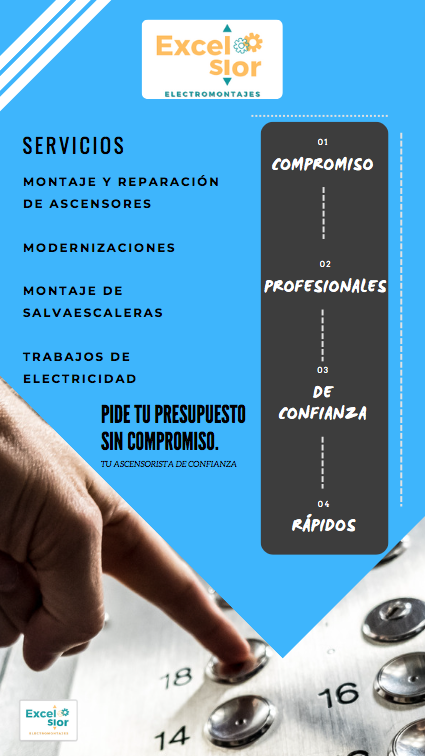 Excel
Sior
ELECTROMONTAJES
SERVICIOS
MONTAJE Y REPARACIÓN
DE ASCENSORES
MODERNIZACIONES
MONTAJE DE
SALVAESCALERAS
TRABAJOS DE
ELECTRICIDAD
PIDE TU PRESUPUESTO
SIN COMPROMISO.
TU ASCENSORISTA DE CONFIANZA
01
COMPROMISO
02
PROFESIONALES
03
DE
CONFIANZA
04
RÁPIDOS
18
16
14
Excel
Sior
ELECTROMONTAJES